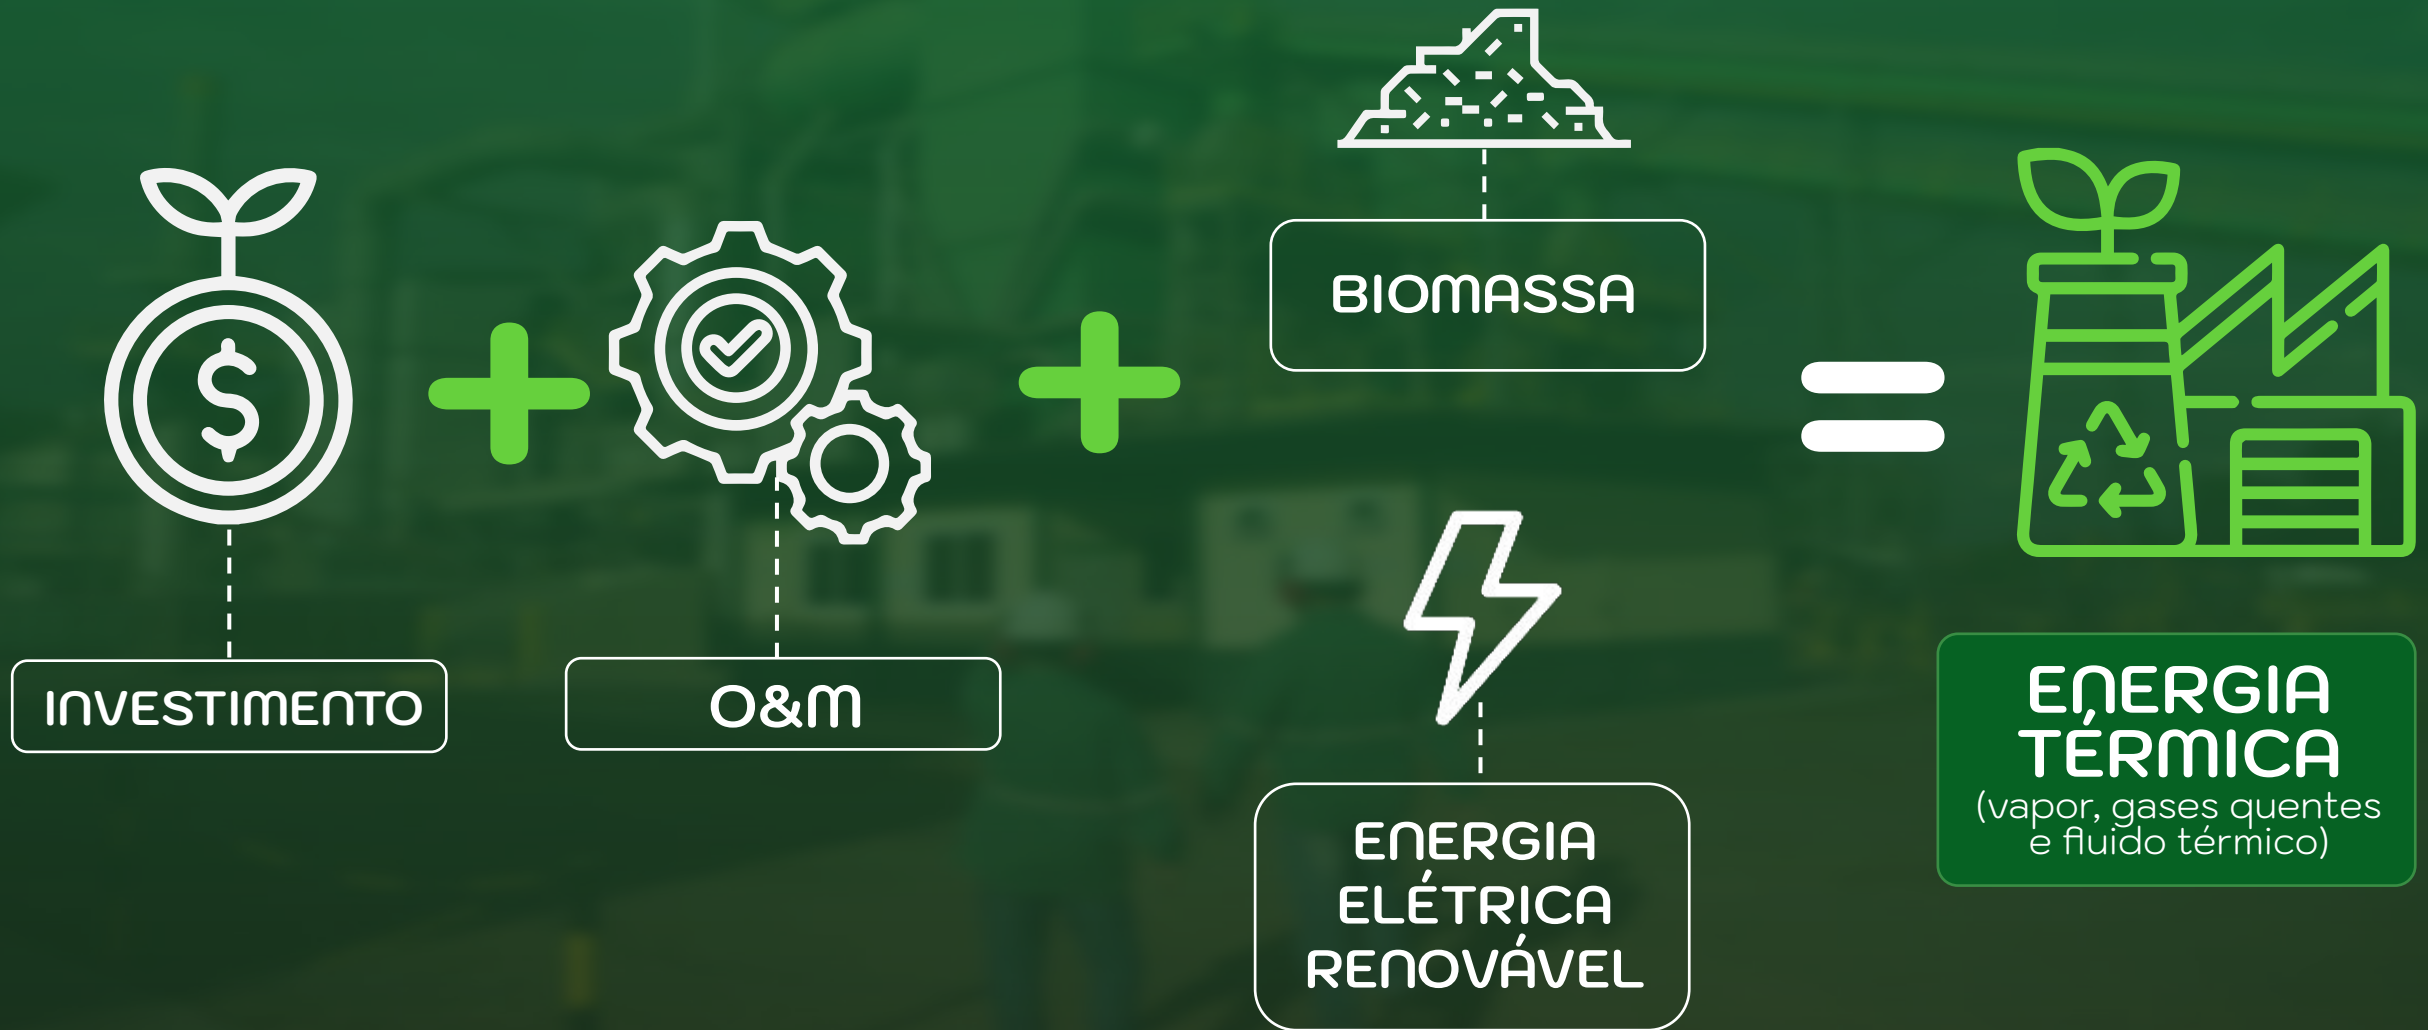 INVESTIMENTO
O&M
BIOMASSA
ENERGIA
ELÉTRICA
RENOVÁVEL
ENERGIA
TÉRMICA
(vapor, gases quentes
e fluido térmico)